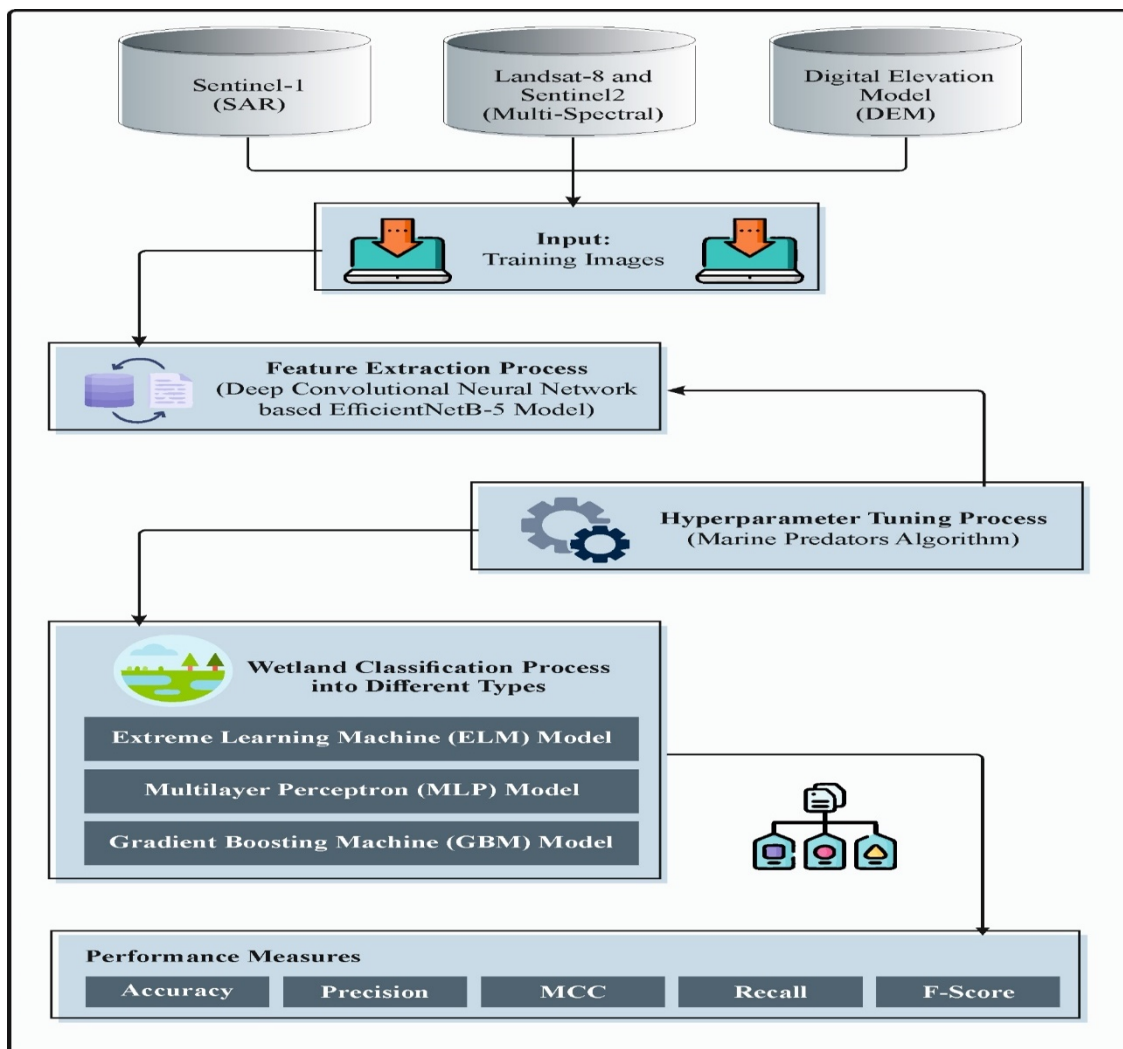 Sentinel-1
(SAR)
Landsat-8 and
Sentinel2
(Multi-Spectral)
Digital Elevation
Model
(DEM)
Input:
Training Images
Feature Extraction Process
(Deep Convolutional Neural Network
based EfficientNetB-5 Model)
Hyperparameter Tuning Process
(Marine Predators Algorithm)
Wetland Classification Process
into Different Types
Extreme Learning Machine (ELM) Model
Multilayer Perceptron (MLP) Model
Gradient Boosting Machine (GBM) Model
Performance Measures
Accuracy
Precision
MCC
Recall
F-Score